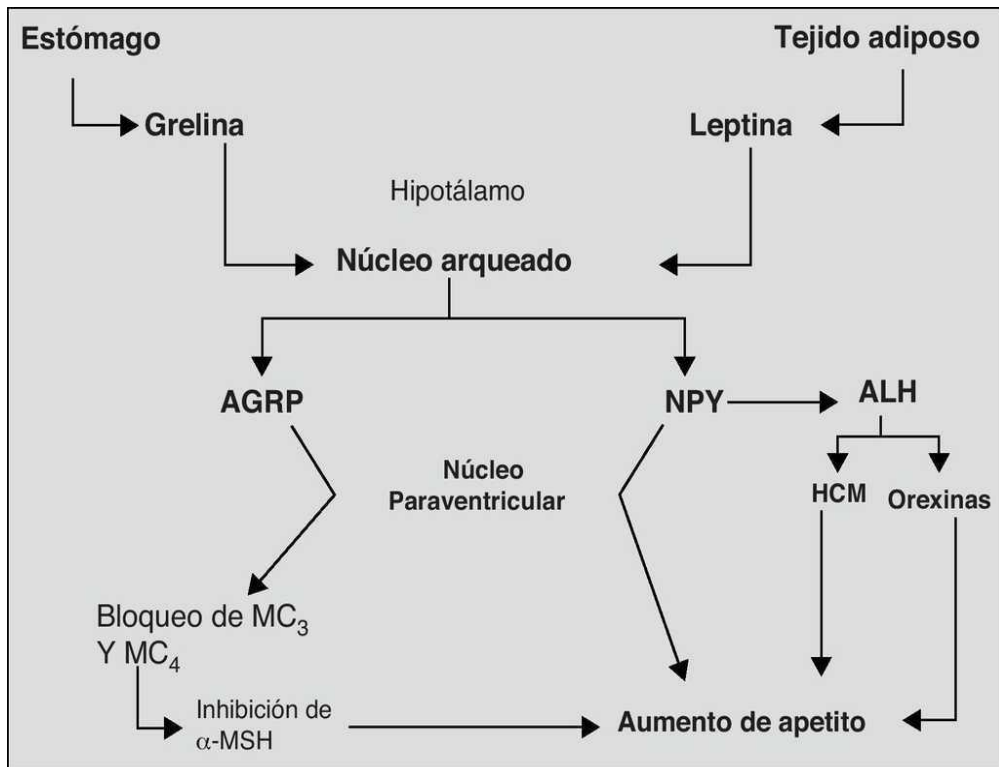 Estómago
Tejido adiposo
Grelina
Leptina
Hipotálamo
Núcleo arqueado
AGRP
NPY
ALH
Núcleo
Paraventricular
HCM
Orexinas
Bloqueo de MC₃
Y MC₄
Inhibición de
α-MSH
Aumento de apetito